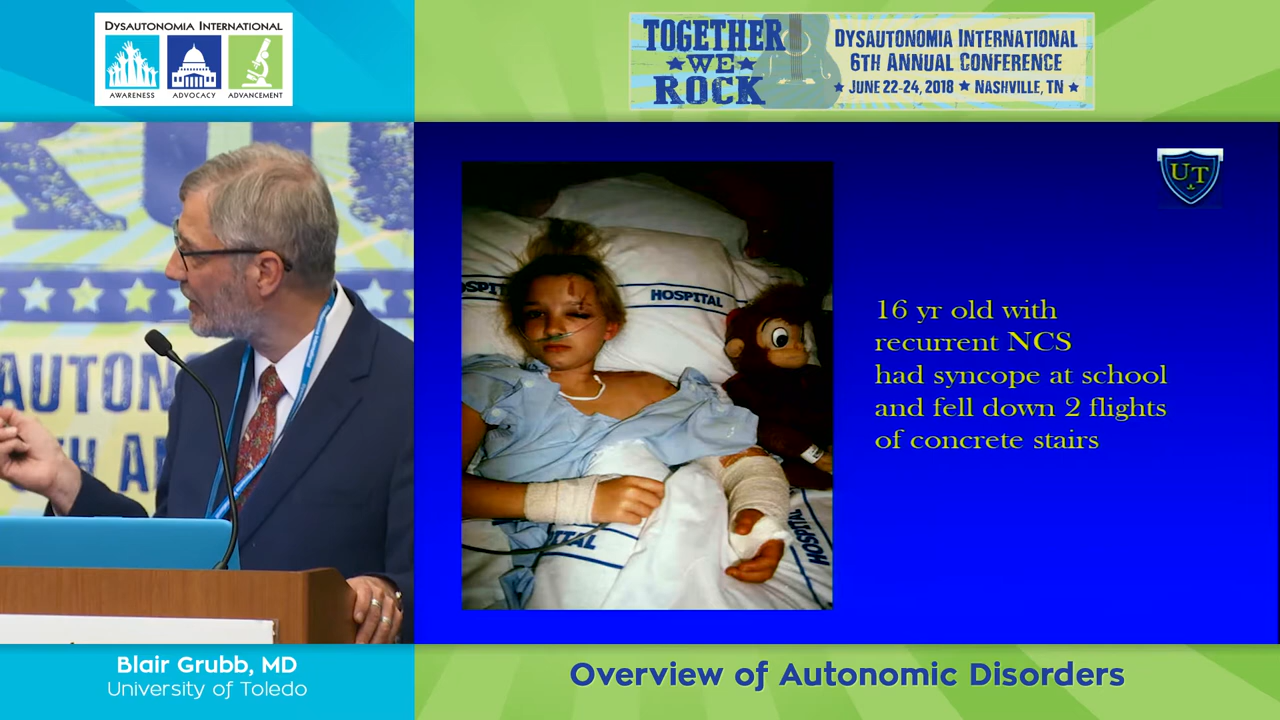 DYSAUTONOMIA INTERNATIONAL
AWARENESS
ADVOCACY
ADVANCEMENT
TOGETHER
WE
ROCK
DYSAUTONOMIA INTERNATIONAL
6TH ANNUAL CONFERENCE
JUNE 22-24, 2018 ★ NASHVILLE, TN
UT
HOSPITAL
HOSPITAL
16 yr old with
recurrent NCS
had syncope at school
and fell down 2 flights
of concrete stairs
Blair Grubb, MD
University of Toledo
Overview of Autonomic Disorders